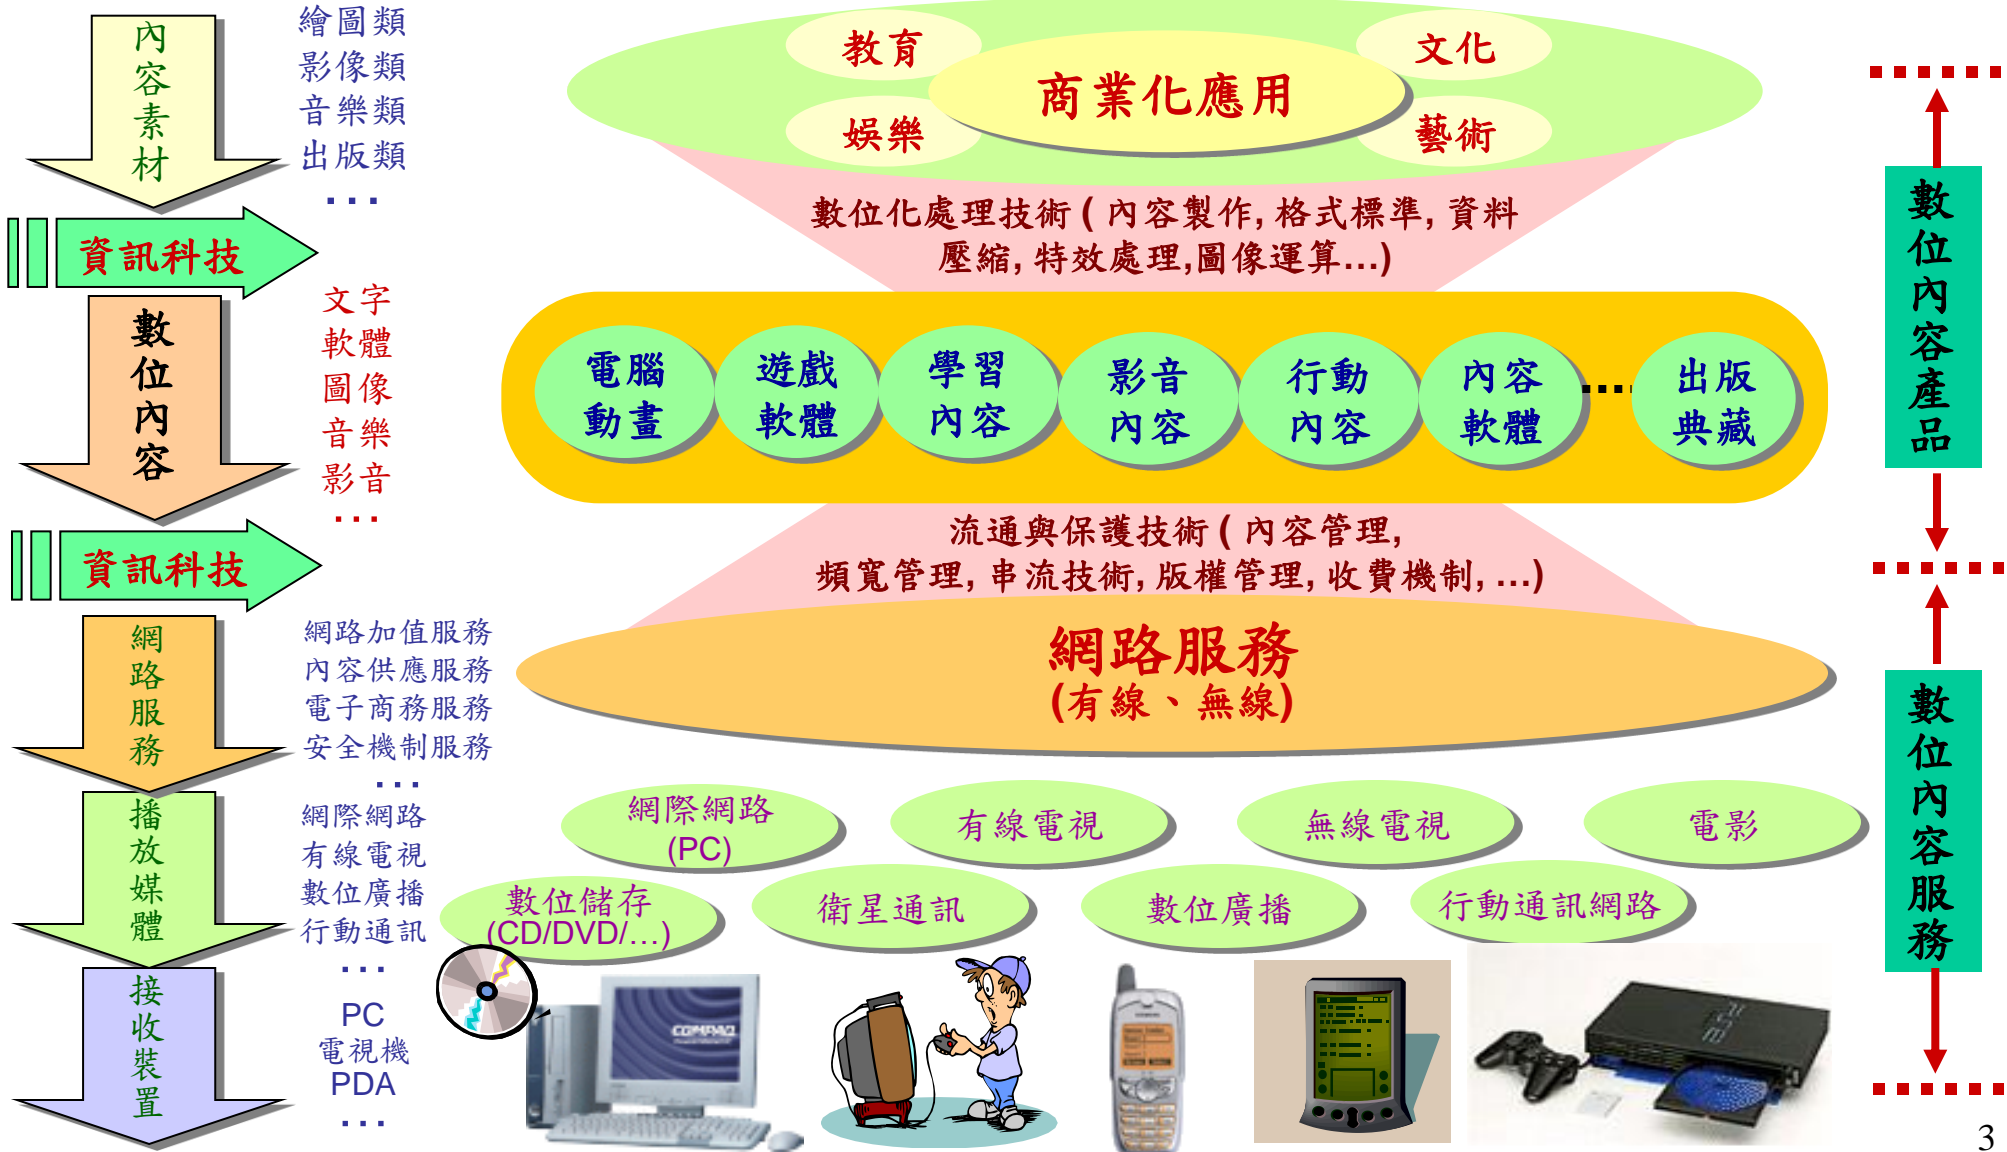 內容素材
繪圖類
影像類
音樂類
出版類
...
資訊科技
數位內容
文字
軟體
圖像
音樂
影音
...
資訊科技
網路服務
網路加值服務
內容供應服務
電子商務服務
安全機制服務
...
播放媒體
網際網路
有線電視
數位廣播
行動通訊
...
接收裝置
PC
電視機
PDA
...
教育
文化
商業化應用
娛樂
藝術
數位化處理技術 ( 內容製作, 格式標準, 資料
壓縮, 特效處理,圖像運算...)
電腦
動畫
遊戲
軟體
學習
內容
影音
內容
行動
內容
內容
軟體
....
出版
典藏
流通與保護技術 ( 內容管理,
頻寬管理, 串流技術, 版權管理, 收費機制, ...)
網路服務
(有線、無線)
網際網路
(PC)
有線電視
無線電視
電影
數位儲存
(CD/DVD/...)
衛星通訊
數位廣播
行動通訊網路
COMPAQ
PS2
數位內容產品
數位內容服務
3